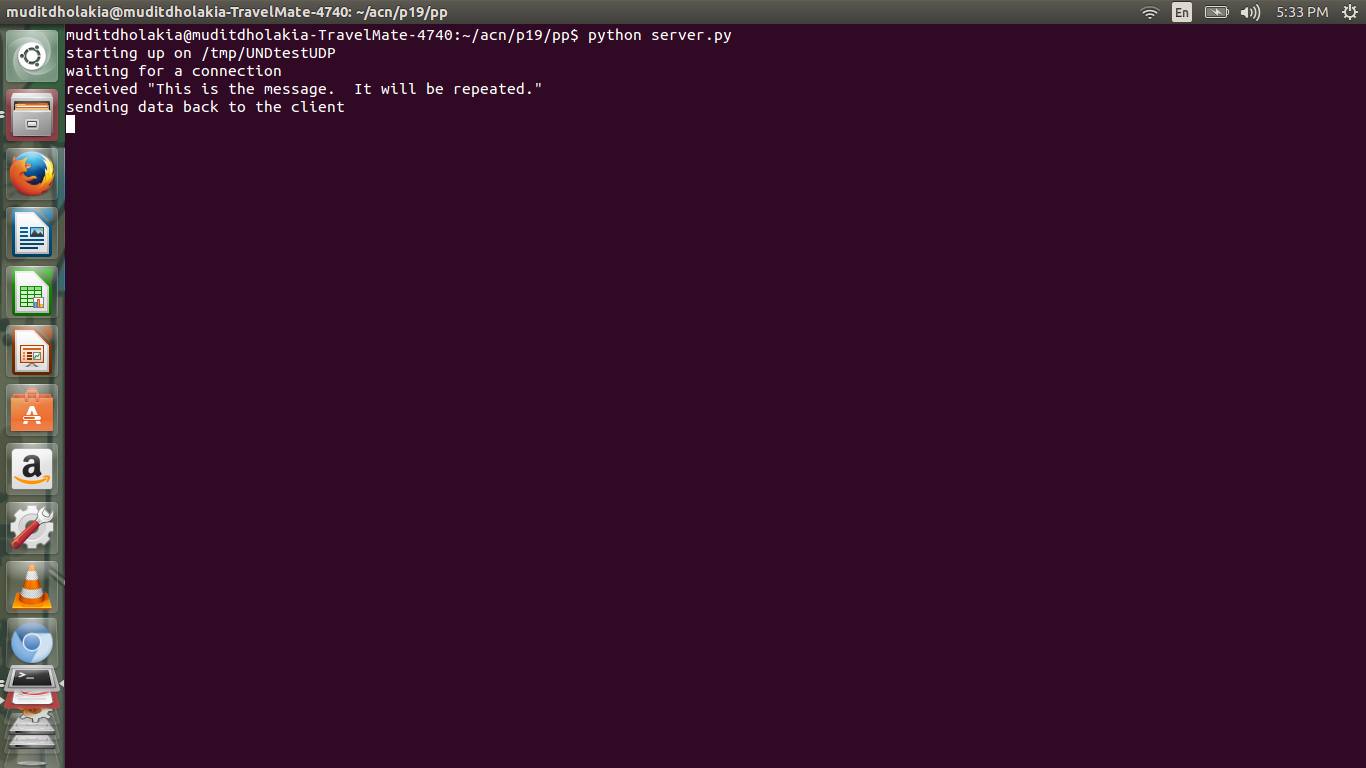 muditdholakia@muditdholakia-TravelMate-4740: ~/acn/p19/pp
En
5:33 PM
muditdholakia@muditdholakia-TravelMate-4740:~/acn/p19/pp$ python server.py
starting up on /tmp/UNDtestUDP
waiting for a connection
received "This is the message.  It will be repeated."
sending data back to the client
A
a
>_